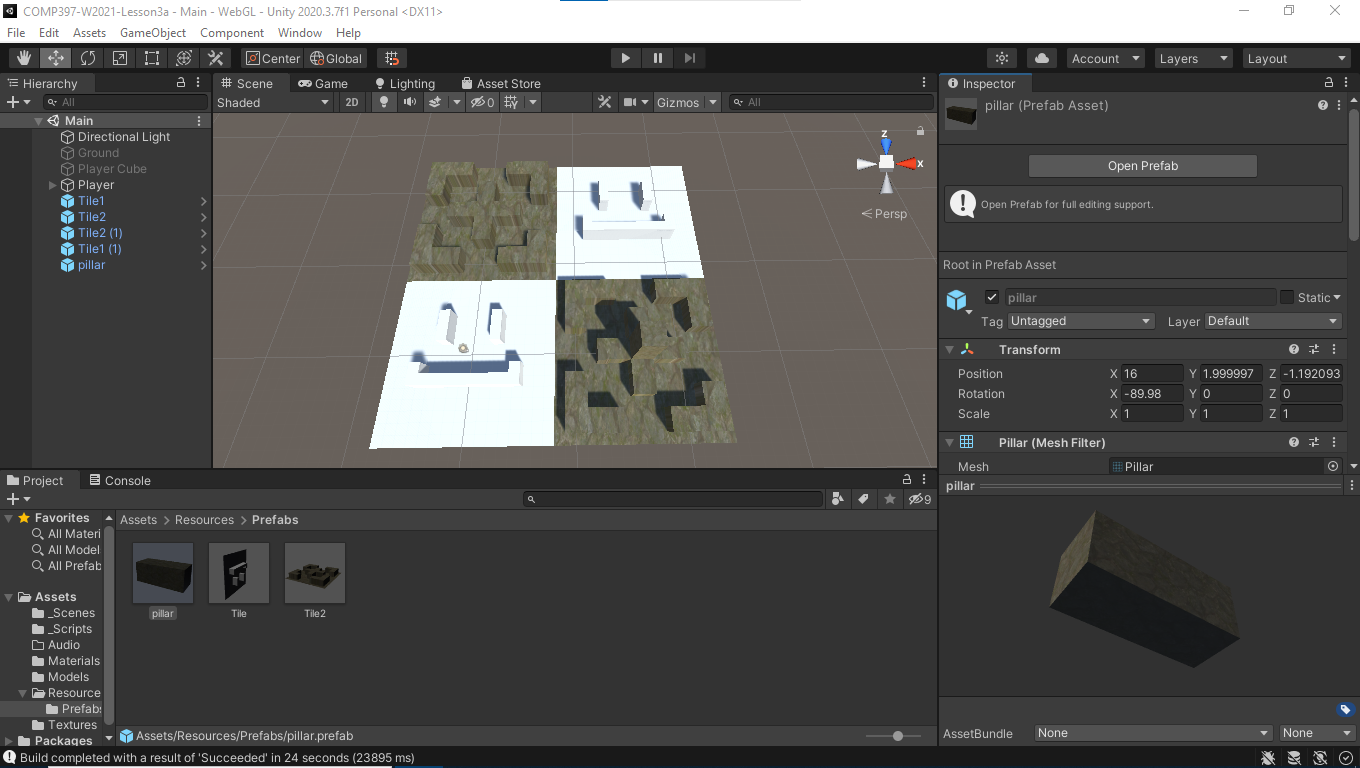 COMP397-W2021-Lesson3a - Main - WebGL - Unity 2020.3.7f1 Personal <DX11>
File Edit Assets GameObject Component Window Help
Center Global Account Layers Layout
Hierarchy
All
Main
Directional Light
Ground
Player Cube
Player
Tile1
Tile2
Tile2 (1)
Tile1 (1)
pillar
Scene Game Lighting Asset Store
Shaded 2D 0 Gizmos All
z
x
Persp
Inspector
pillar (Prefab Asset)
Open Prefab
Open Prefab for full editing support.
Root in Prefab Asset
pillar Static
Tag Untagged Layer Default
Transform
Position X 16 Y 1.999997 Z -1.192093
Rotation X -89.98 Y 0 Z 0
Scale X 1 Y 1 Z 1
Pillar (Mesh Filter)
Mesh Pillar
pillar
AssetBundle None None
Project Console
9
Favorites
All Materi
All Model
All Prefab
Assets
_Scenes
_Scripts
Audio
Materials
Models
Resource
Prefabs
Textures
Packages
Assets > Resources > Prefabs
pillar Tile Tile2
Assets/Resources/Prefabs/pillar.prefab
Build completed with a result of 'Succeeded' in 24 seconds (23895 ms)